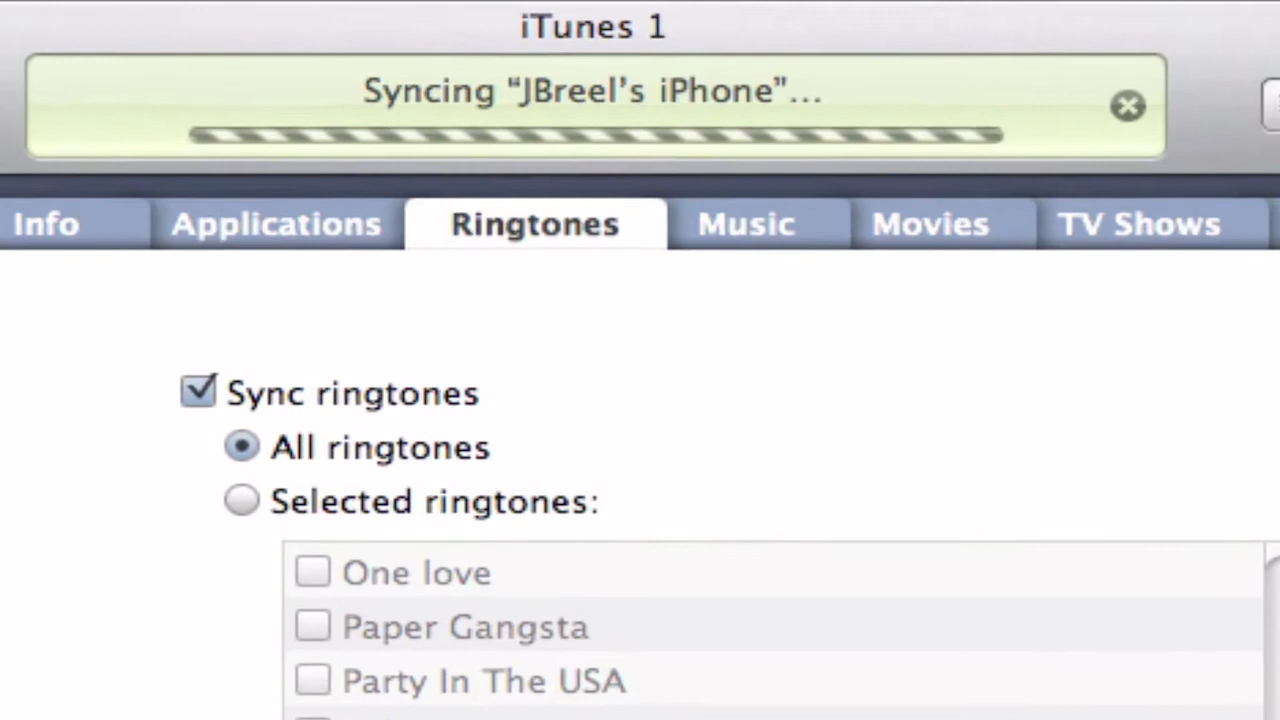 iTunes 1
Syncing “JBreel’s iPhone”...
Info Applications Ringtones Music Movies TV Shows
Sync ringtones
All ringtones
Selected ringtones:
One love
Paper Gangsta
Party In The USA